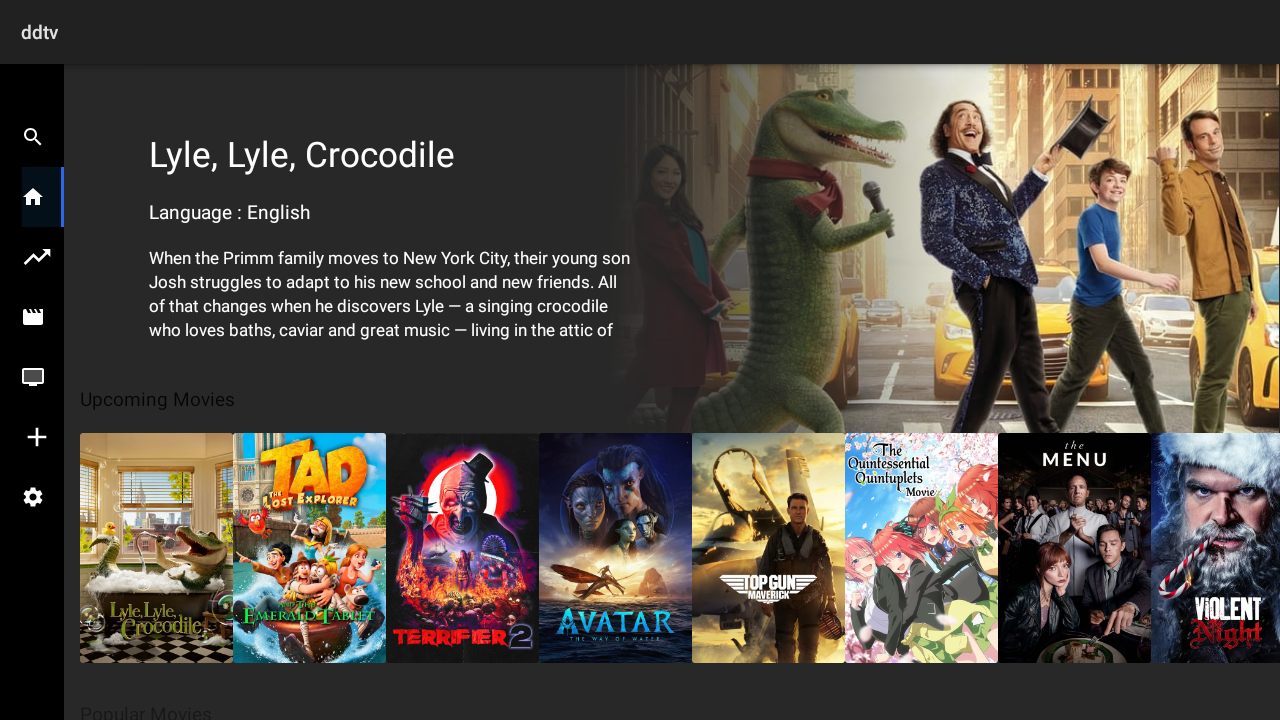 ddtv
Lyle, Lyle, Crocodile
Language : English
When the Primm family moves to New York City, their young son
Josh struggles to adapt to his new school and new friends. All
of that changes when he discovers Lyle — a singing crocodile
who loves baths, caviar and great music — living in the attic of
Upcoming Movies
Lyle, Lyle,
Crocodile
TAD
THE
LOST EXPLORER
AND THE
EMERALD TABLET
TERRIFIER 2
AVATAR
THE WAY OF WATER
TOP GUN
MAVERICK
The
Quintessential
Quintuplets
Movie
the
MENU
VIOLENT
Night
Popular Movies